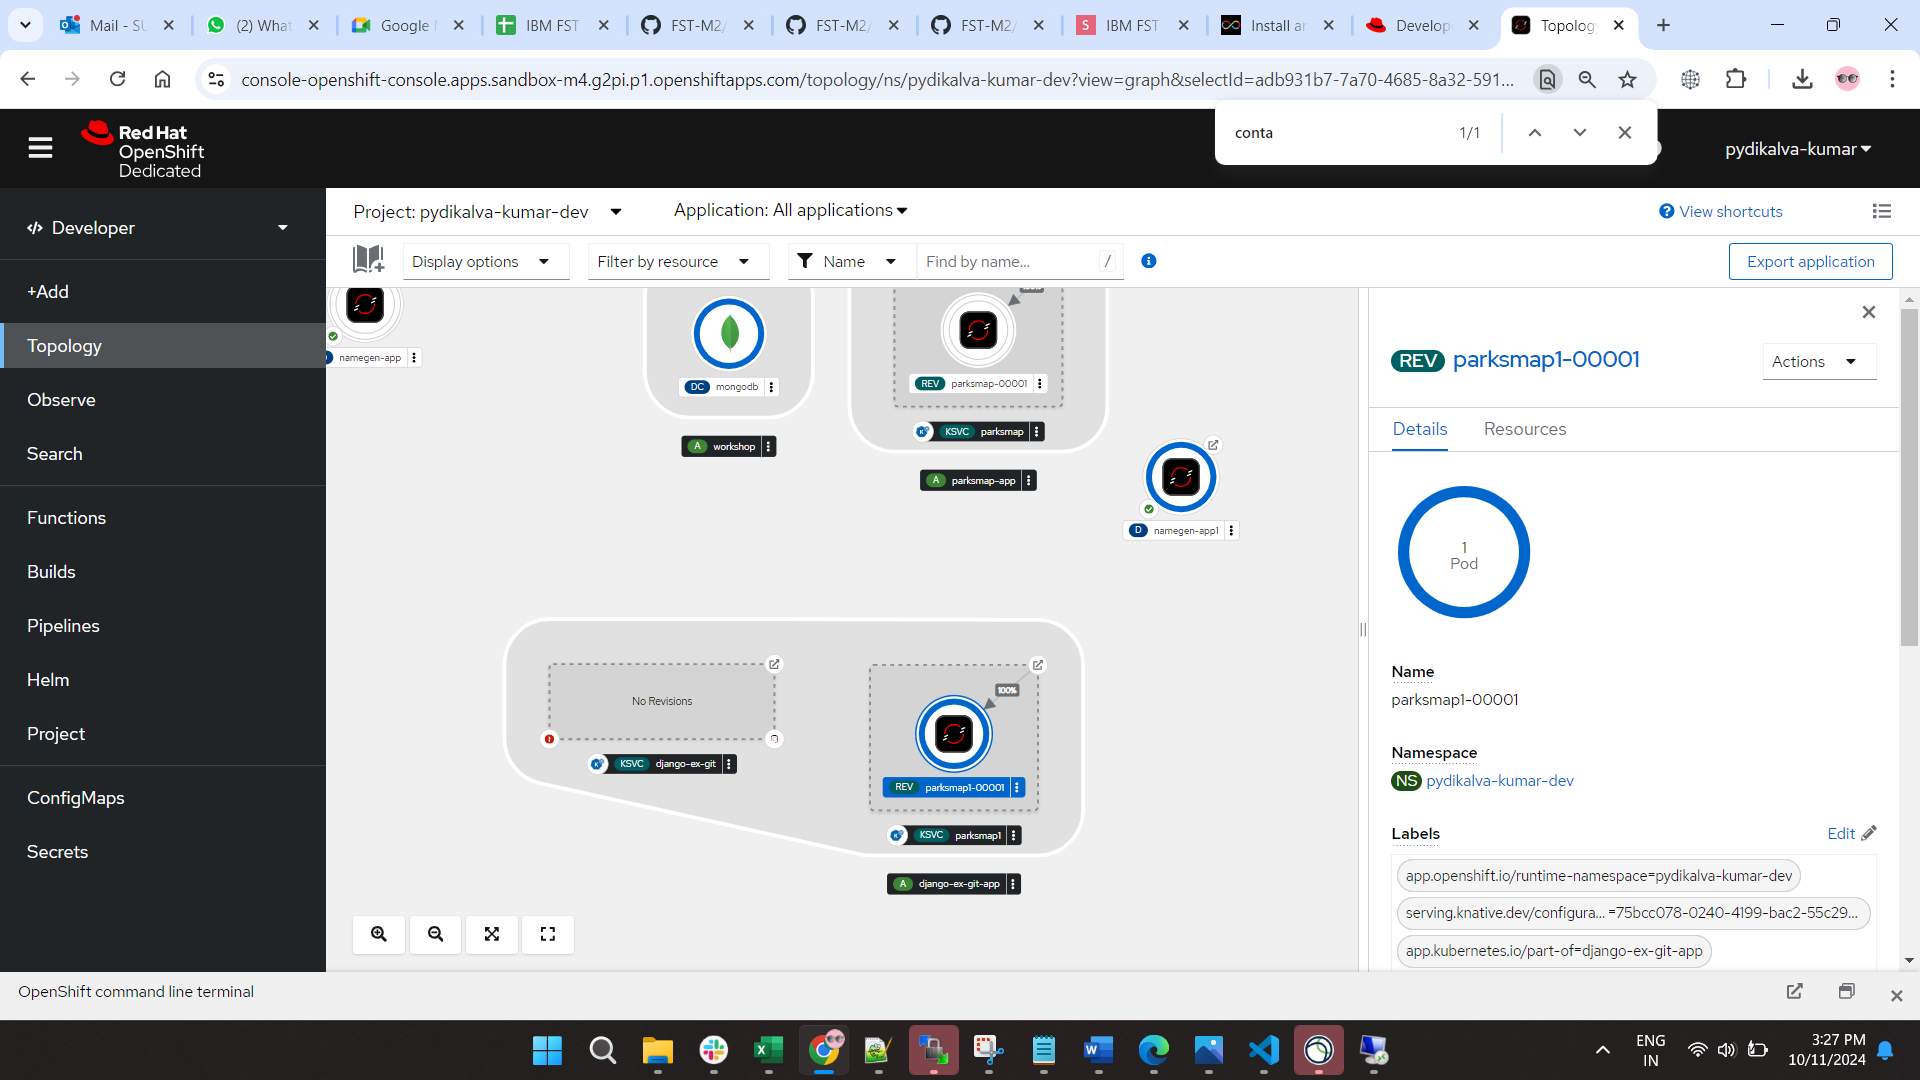 Mail - SU
(2) What
Google M
IBM FST
FST-M2/
FST-M2/
FST-M2/
IBM FST
Install an
Develop
Topology
console-openshift-console.apps.sandbox-m4.g2pi.p1.openshiftapps.com/topology/ns/pydikalva-kumar-dev?view=graph&selectId=adb931b7-7a70-4685-8a32-591...
conta 1/1
Red Hat
OpenShift
Dedicated
pydikalva-kumar
Developer
+Add
Topology
Observe
Search
Functions
Builds
Pipelines
Helm
Project
ConfigMaps
Secrets
Project: pydikalva-kumar-dev
Application: All applications
View shortcuts
Display options
Filter by resource
Name
Find by name...
/
Export application
namegen-app
DC mongodb
A workshop
REV parksmap-00001
KSVC parksmap
A parksmap-app
D namegen-app1
No Revisions
KSVC django-ex-git
100%
REV parksmap1-00001
KSVC parksmap1
A django-ex-git-app
REV parksmap1-00001
Actions
Details
Resources
1
Pod
Name
parksmap1-00001
Namespace
NS pydikalva-kumar-dev
Labels
Edit
app.openshift.io/runtime-namespace=pydikalva-kumar-dev
serving.knative.dev/configura... =75bcc078-0240-4199-bac2-55c29...
app.kubernetes.io/part-of=django-ex-git-app
OpenShift command line terminal
ENG
IN
3:27 PM
10/11/2024